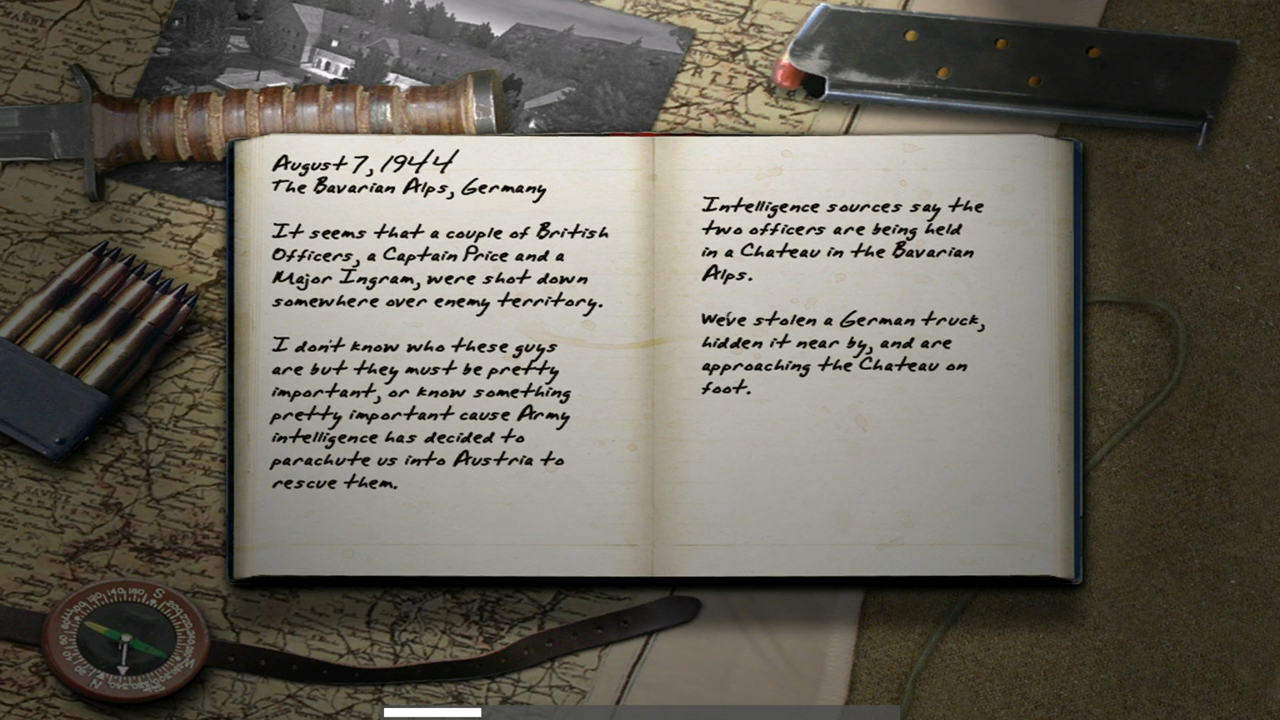 August 7, 1944
The Bavarian Alps, Germany
It seems that a couple of British
Officers, a Captain Price and a
Major Ingram, were shot down
somewhere over enemy territory.
I don't know who these guys
are but they must be pretty
important, or know something
pretty important cause Army
intelligence has decided to
parachute us into Austria to
rescue them.
Intelligence sources say the
two officers are being held
in a Chateau in the Bavarian
Alps.
We've stolen a German truck,
hidden it near by, and are
approaching the Chateau on
foot.